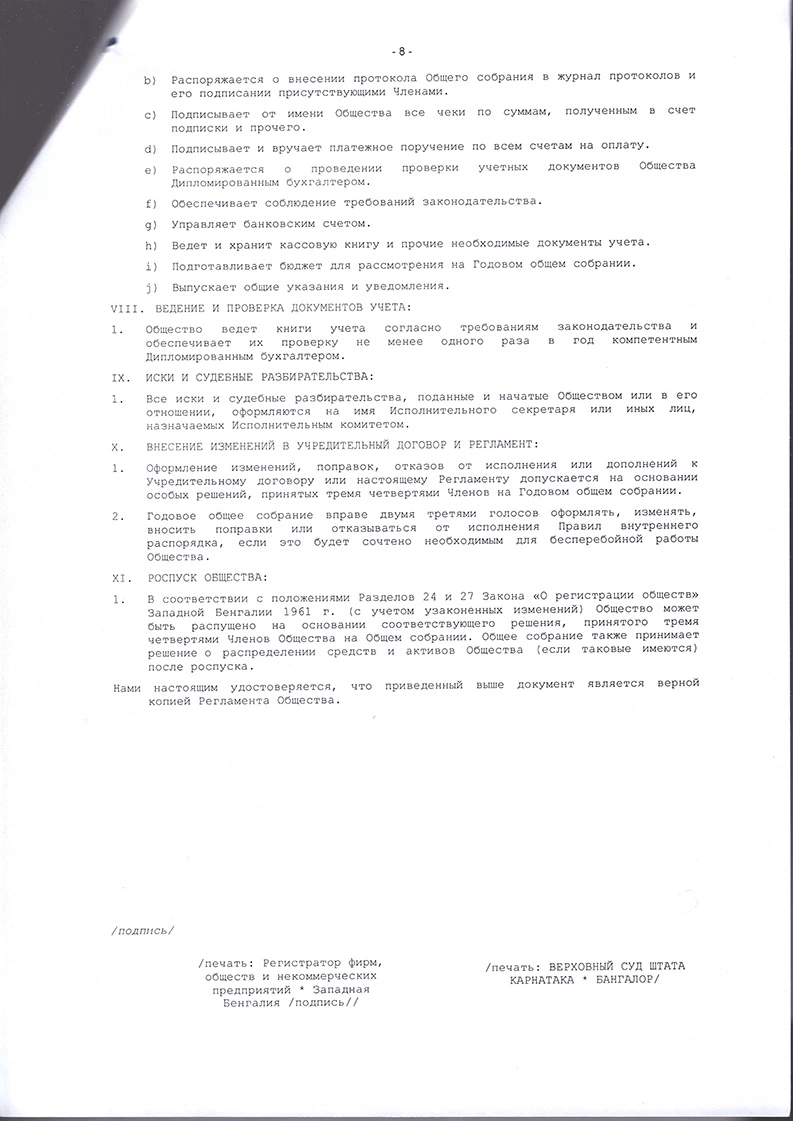 -8-
b) Распоряжается о внесении протокола Общего собрания в журнал протоколов и
его подписании присутствующими Членами.
c) Подписывает от имени Общества все чеки по суммам, полученным в счет
подписки и прочего.
d) Подписывает и вручает платежное поручение по всем счетам на оплату.
e) Распоряжается о проведении проверки учетных документов Общества
Дипломированным бухгалтером.
f) Обеспечивает соблюдение требований законодательства.
g) Управляет банковским счетом.
h) Ведет и хранит кассовую книгу и прочие необходимые документы учета.
i) Подготавливает бюджет для рассмотрения на Годовом общем собрании.
j) Выпускает общие указания и уведомления.
VIII. ВЕДЕНИЕ И ПРОВЕРКА ДОКУМЕНТОВ УЧЕТА:
1. Общество ведет книги учета согласно требованиям законодательства и
обеспечивает их проверку не менее одного раза в год компетентным
Дипломированным бухгалтером.
IX. ИСКИ И СУДЕБНЫЕ РАЗБИРАТЕЛЬСТВА:
1. Все иски и судебные разбирательства, поданные и начатые Обществом или в его
отношении, оформляются на имя Исполнительного секретаря или иных лиц,
назначаемых Исполнительным комитетом.
X. ВНЕСЕНИЕ ИЗМЕНЕНИЙ В УЧРЕДИТЕЛЬНЫЙ ДОГОВОР И РЕГЛАМЕНТ:
1. Оформление изменений, поправок, отказов от исполнения или дополнений к
Учредительному договору или настоящему Регламенту допускается на основании
особых решений, принятых тремя четвертями Членов на Годовом общем собрании.
2. Годовое общее собрание вправе двумя третями голосов оформлять, изменять,
вносить поправки или отказываться от исполнения Правил внутреннего
распорядка, если это будет сочтено необходимым для бесперебойной работы
Общества.
XI. РОСПУСК ОБЩЕСТВА:
1. В соответствии с положениями Разделов 24 и 27 Закона «О регистрации обществ»
Западной Бенгалии 1961 г. (с учетом узаконенных изменений) Общество может
быть распущено на основании соответствующего решения, принятого тремя
четвертями Членов Общества на Общем собрании. Общее собрание также принимает
решение о распределении средств и активов Общества (если таковые имеются)
после роспуска.
Нами настоящим удостоверяется, что приведенный выше документ является верной
копией Регламента Общества.
/подпись/
/печать: Регистратор фирм,
обществ и некоммерческих
предприятий * Западная
Бенгалия /подпись//
/печать: ВЕРХОВНЫЙ СУД ШТАТА
КАРНАТАКА * БАНГАЛОР/